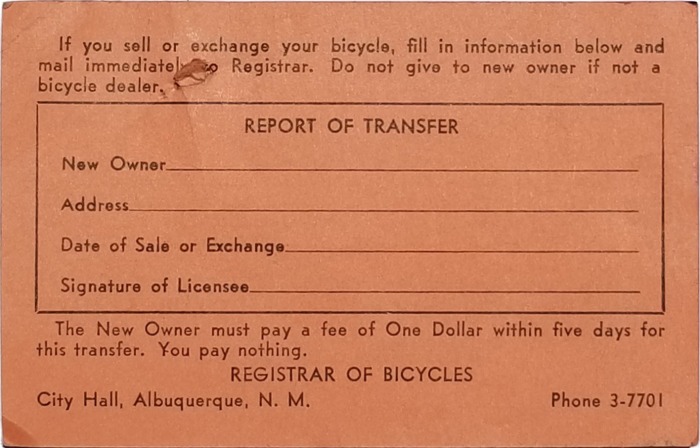 If you sell or exchange your bicycle, fill in information below and
mail immediately to Registrar. Do not give to new owner if not a
bicycle dealer.
REPORT OF TRANSFER
New Owner
Address
Date of Sale or Exchange
Signature of Licensee
The New Owner must pay a fee of One Dollar within five days for
this transfer. You pay nothing.
REGISTRAR OF BICYCLES
City Hall, Albuquerque, N. M. Phone 3-7701